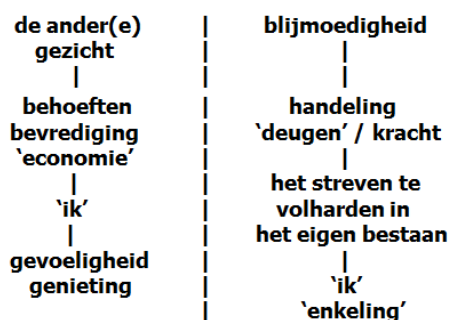 de ander(e)
gezicht
|
behoeften
bevrediging
‘economie’
|
‘ik’
|
gevoeligheid
genieting
blijmoedigheid
|
|
handeling
‘deugen’ / kracht
|
het streven te
volharden in
het eigen bestaan
|
‘ik’
‘enkeling’